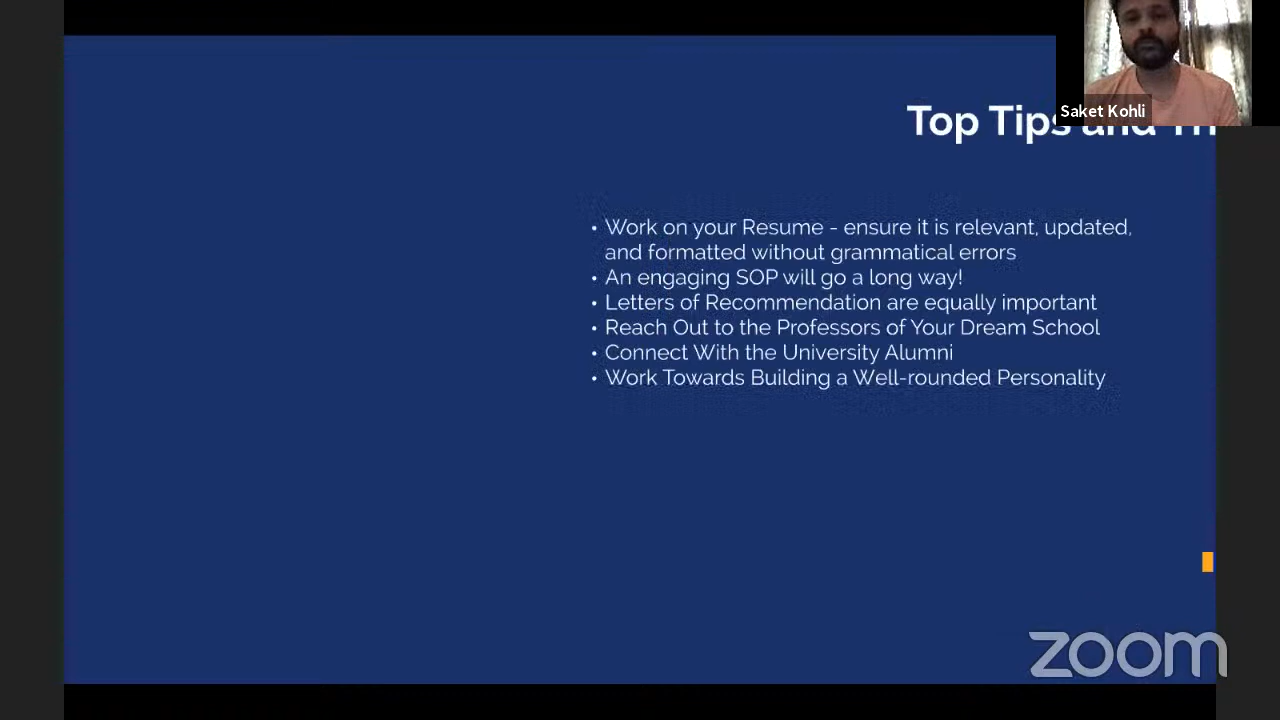 Saket Kohli
Top Tips and
• Work on your Resume - ensure it is relevant, updated,
and formatted without grammatical errors
• An engaging SOP will go a long way!
• Letters of Recommendation are equally important
• Reach Out to the Professors of Your Dream School
• Connect With the University Alumni
• Work Towards Building a Well-rounded Personality
zoom